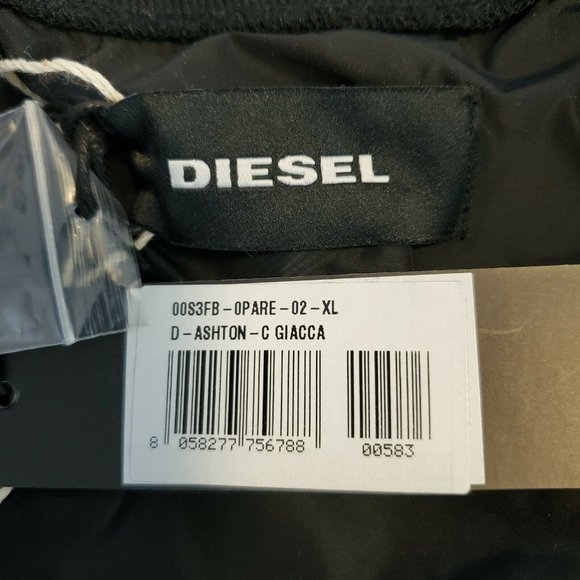 DIESEL
00S3FB-0PARE-02-XL
D-ASHTON-C GIACCA
8 058277 756788
00583